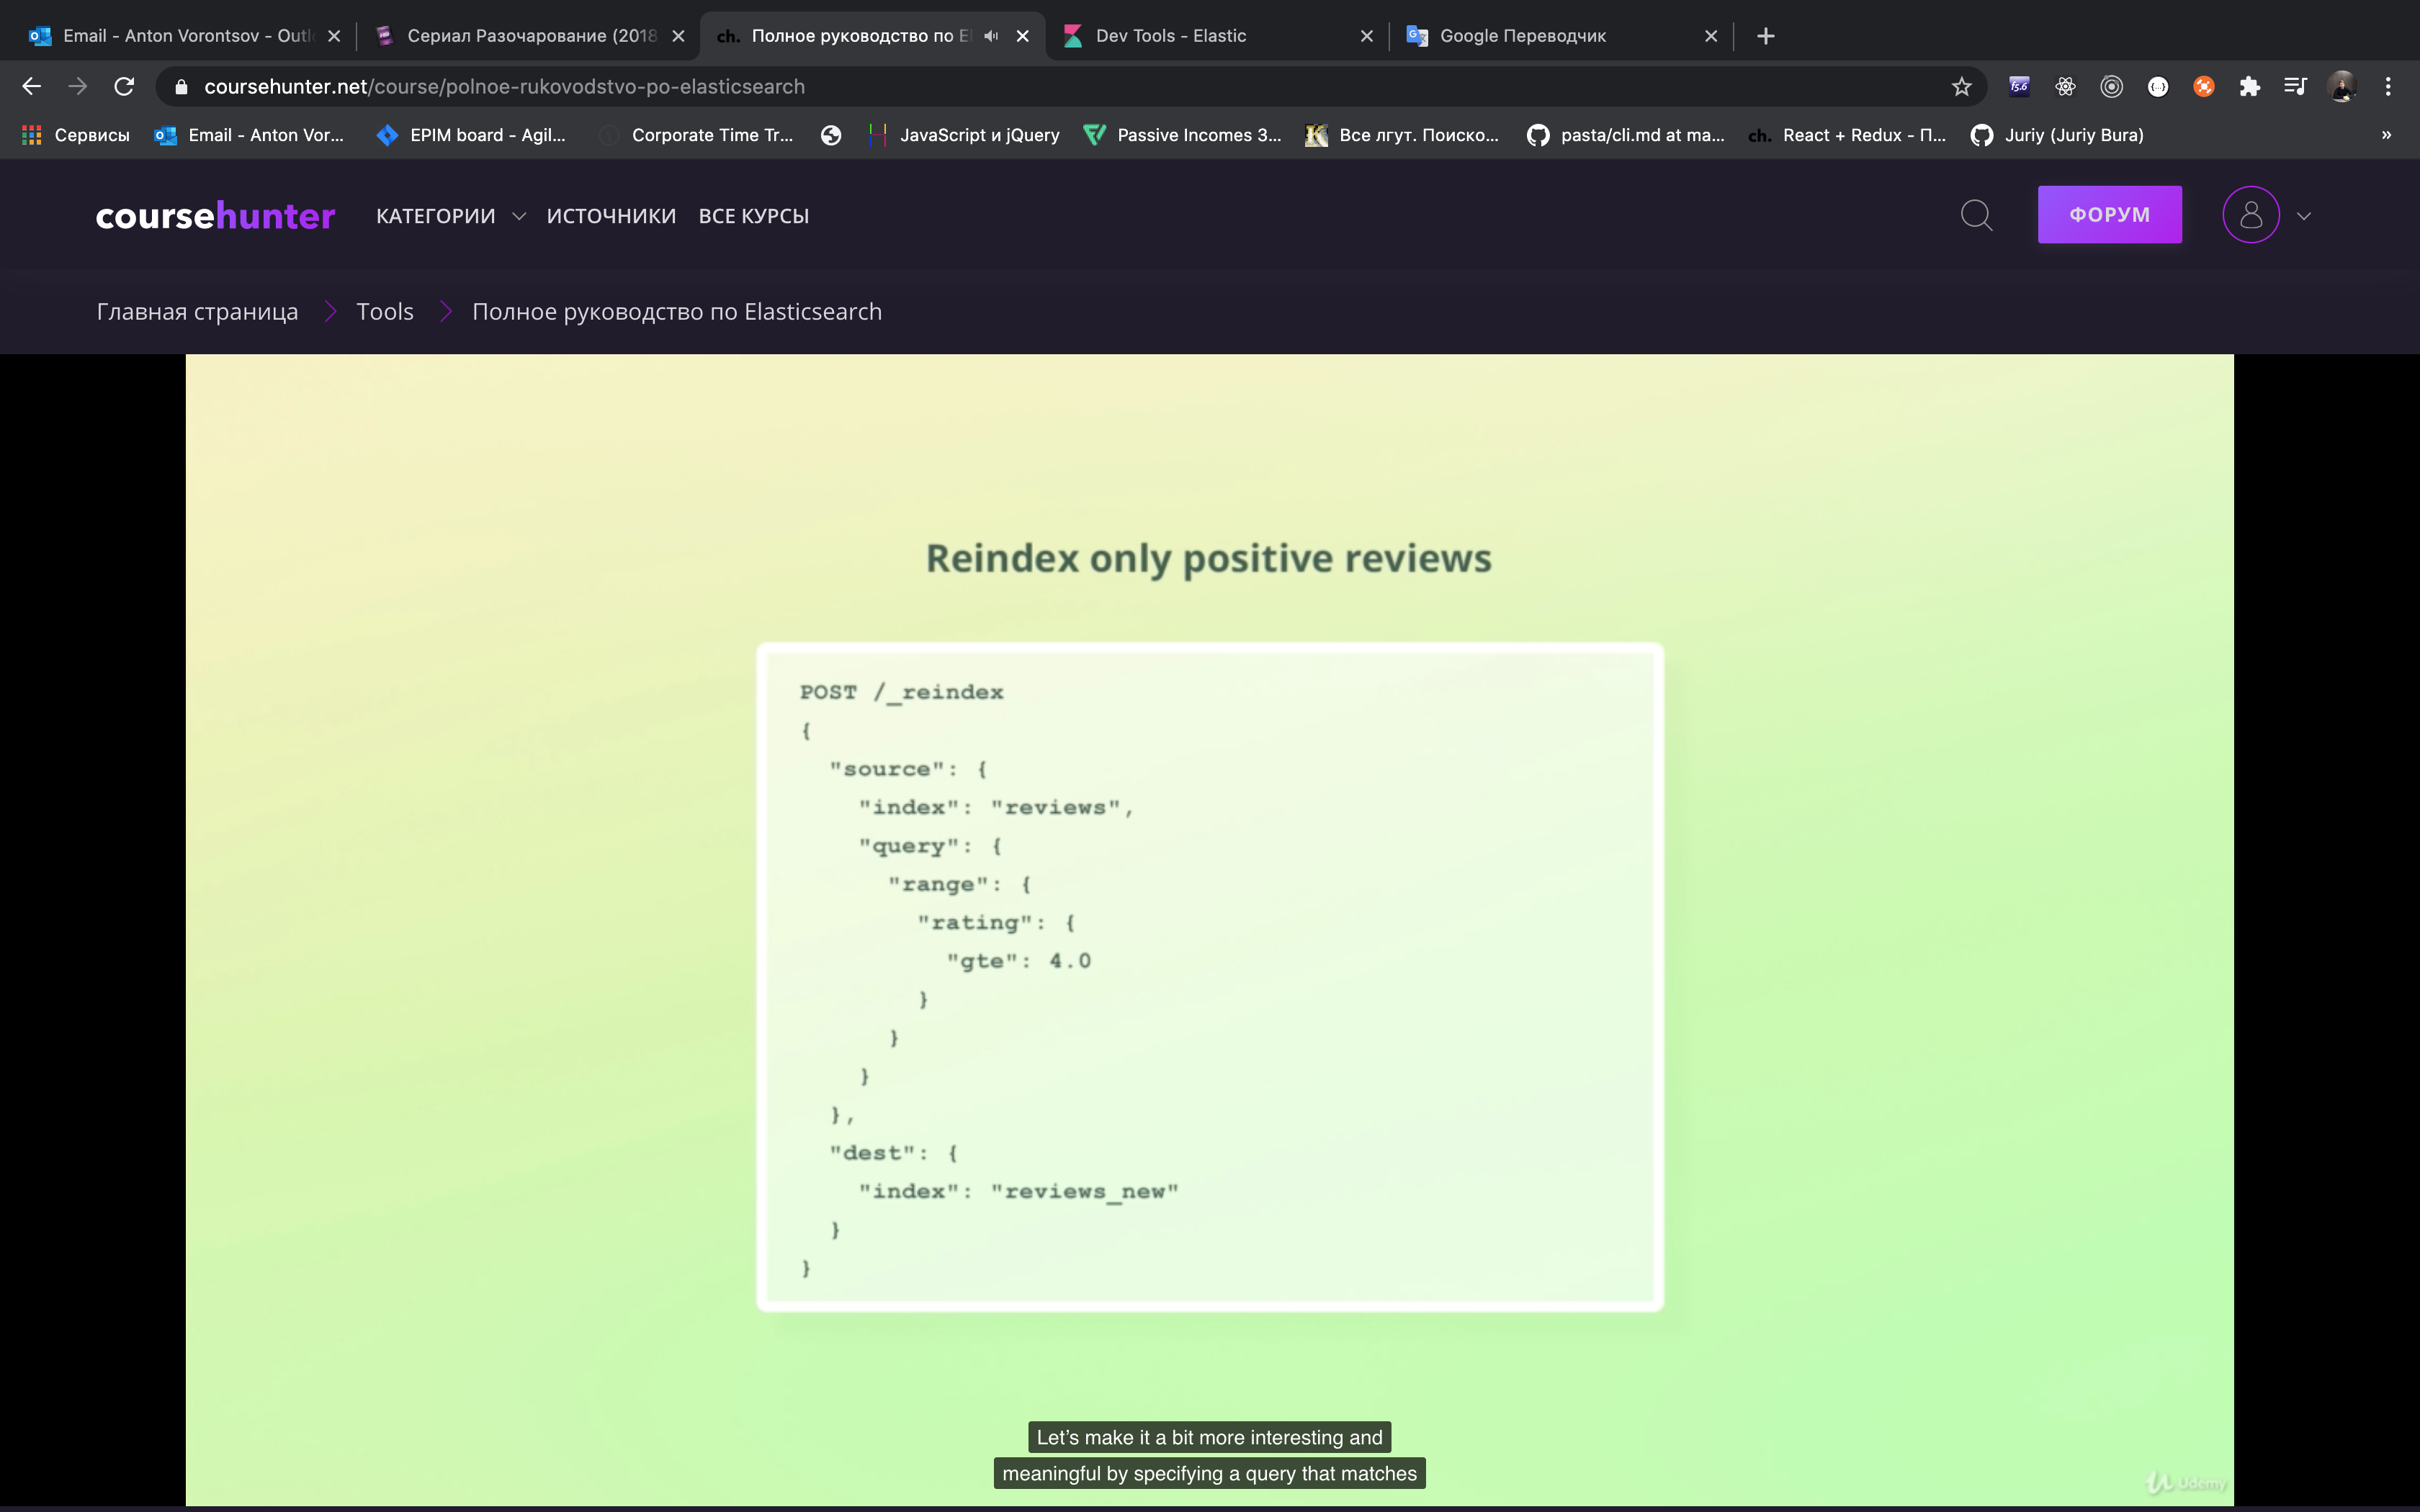 Email - Anton Vorontsov - Outl
Сериал Разочарование (2018
ch. Полное руководство по El
Dev Tools - Elastic
Google Переводчик
coursehunter.net/course/polnoe-rukovodstvo-po-elasticsearch
f5.6
Сервисы
Email - Anton Vor...
EPIM board - Agil...
Corporate Time Tr...
JavaScript и jQuery
Passive Incomes 3...
Все лгут. Поиско...
pasta/cli.md at ma...
ch. React + Redux - П...
Juriy (Juriy Bura)
»
coursehunter
КАТЕГОРИИ
ИСТОЧНИКИ
ВСЕ КУРСЫ
ФОРУМ
Главная страница
Tools
Полное руководство по Elasticsearch
Reindex only positive reviews
POST /_reindex
{
"source": {
"index": "reviews",
"query": {
"range": {
"rating": {
"gte": 4.0
}
}
}
},
"dest": {
"index": "reviews_new"
}
}
Let’s make it a bit more interesting and
meaningful by specifying a query that matches
Udemy